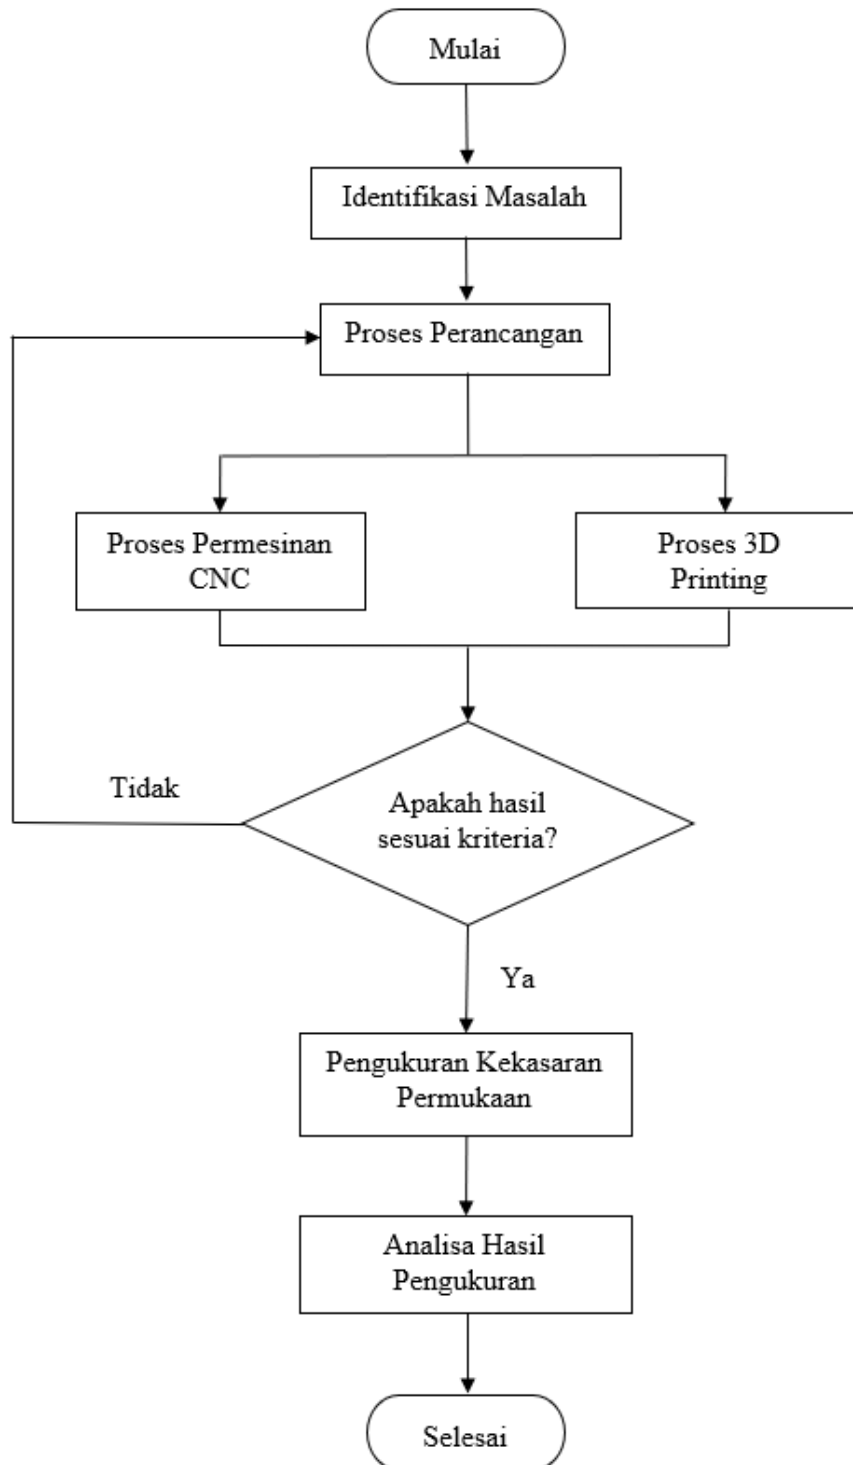 Mulai
Identifikasi Masalah
Proses Perancangan
Proses Permesinan
CNC
Proses 3D
Printing
Tidak
Apakah hasil
sesuai kriteria?
Ya
Pengukuran Kekasaran
Permukaan
Analisa Hasil
Pengukuran
Selesai